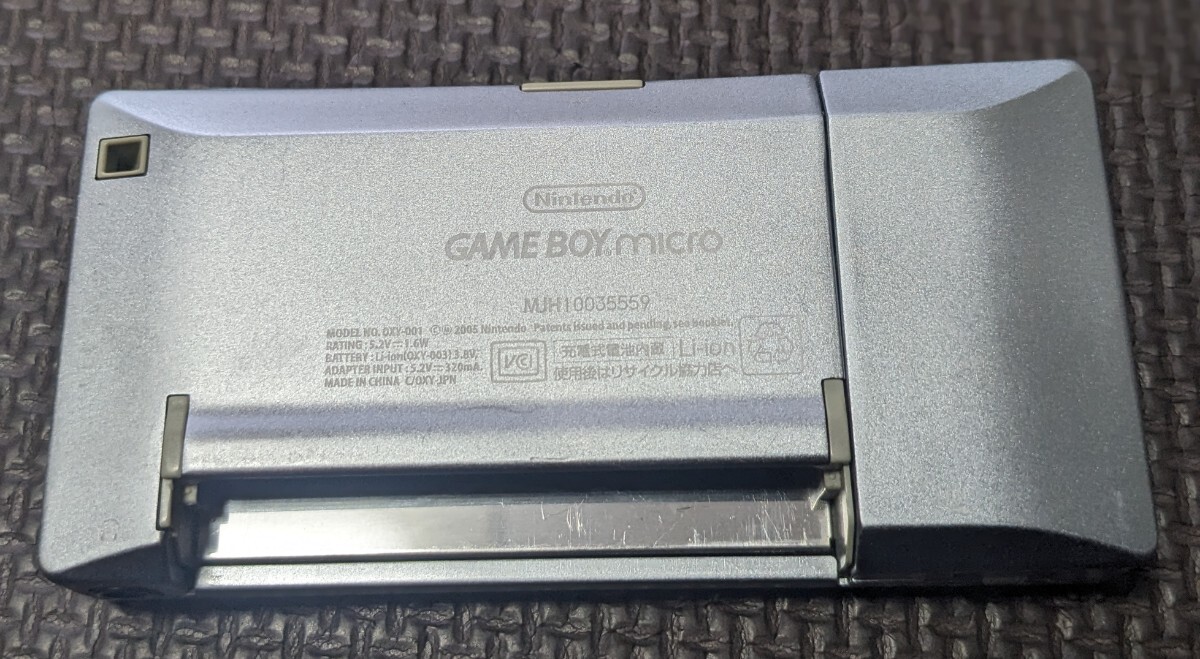 Nintendo
GAME BOY micro
MJH10035559
MODEL NO. OXY-001 ©Ⓜ 2005 Nintendo Patents issued and pending, see booklet.
RATING : 5.2V⎓1.6W
BATTERY : Li-ion(OXY-003)3.8V,
ADAPTER INPUT : 5.2V⎓320mA.
MADE IN CHINA C/OXY-JPN
VCI
充電式電池内蔵 Li-ion
使用後はリサイクル協力店へ